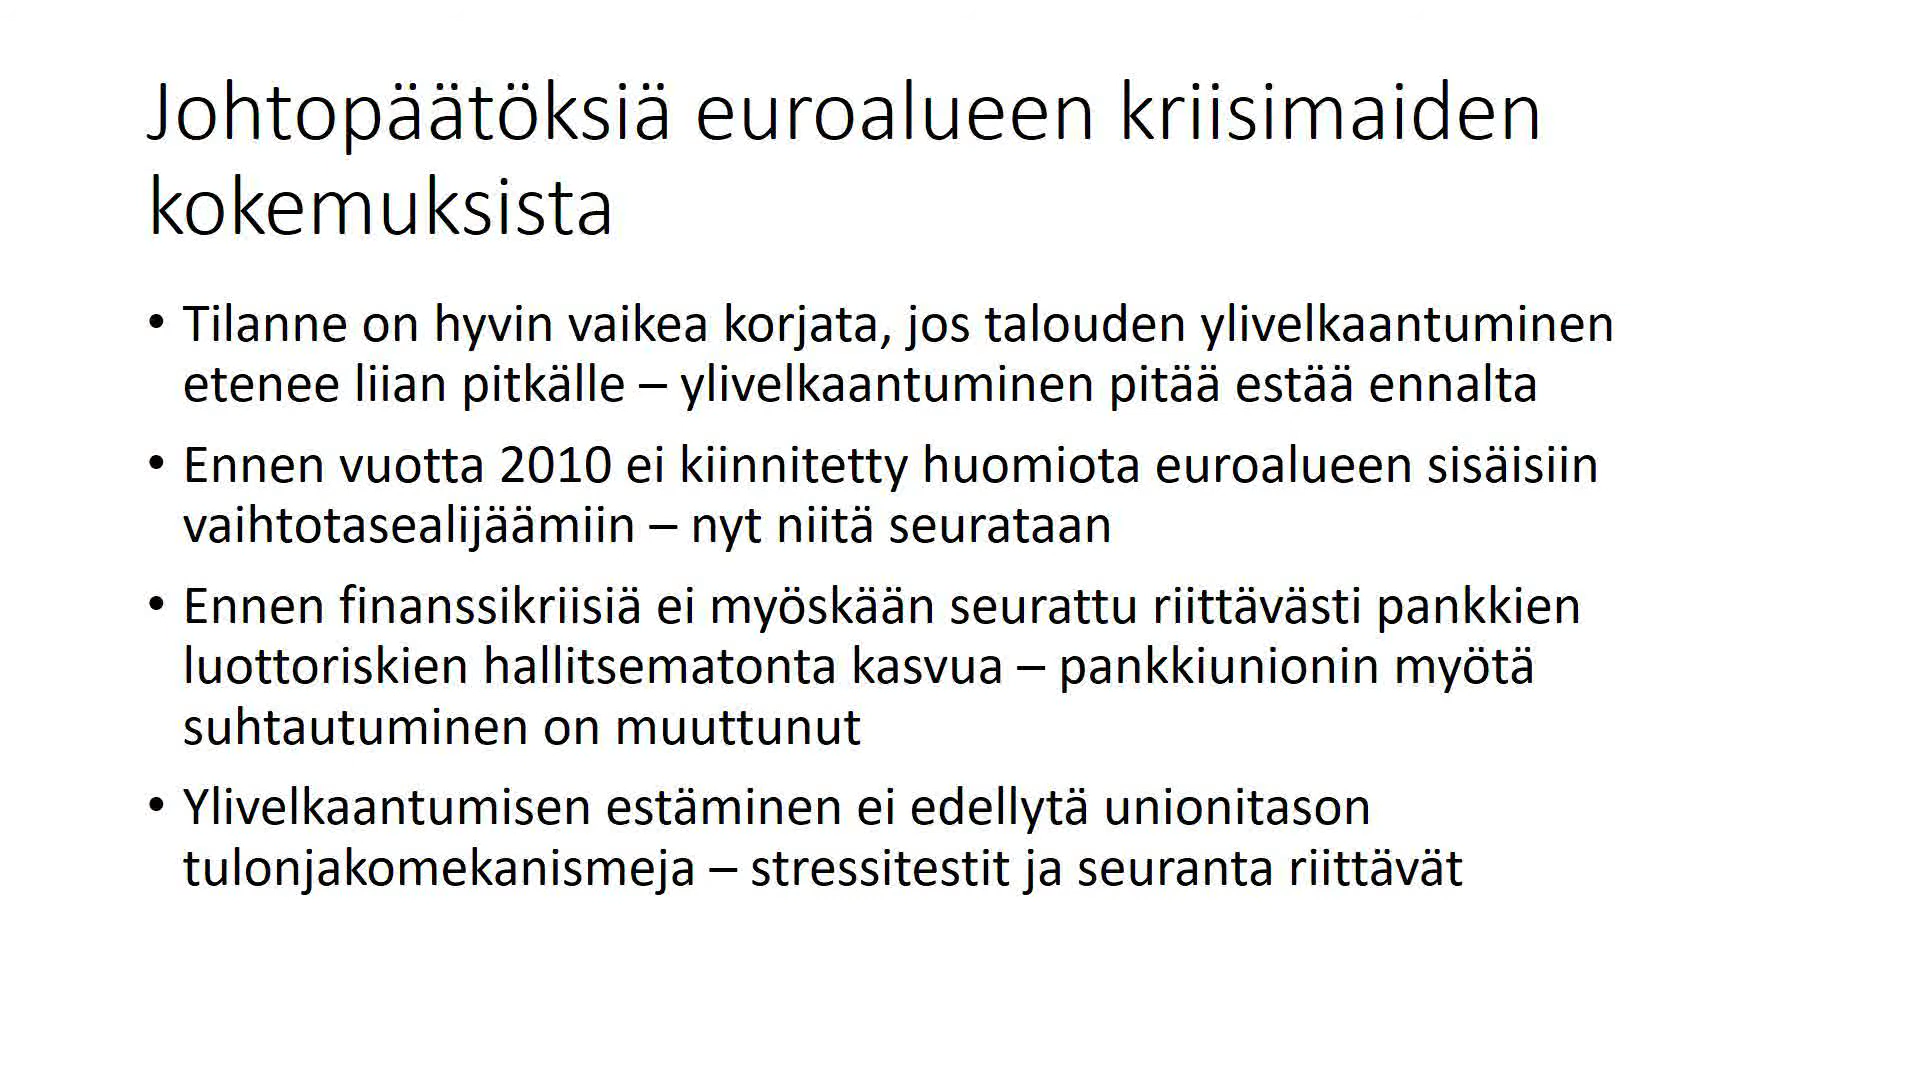 Johtopäätöksiä euroalueen kriisimaiden
kokemuksista
• Tilanne on hyvin vaikea korjata, jos talouden ylivelkaantuminen
etenee liian pitkälle – ylivelkaantuminen pitää estää ennalta
• Ennen vuotta 2010 ei kiinnitetty huomiota euroalueen sisäisiin
vaihtotasealijäämiin – nyt niitä seurataan
• Ennen finanssikriisiä ei myöskään seurattu riittävästi pankkien
luottoriskien hallitsematonta kasvua – pankkiunionin myötä
suhtautuminen on muuttunut
• Ylivelkaantumisen estäminen ei edellytä unionitason
tulonjakomekanismeja – stressitestit ja seuranta riittävät